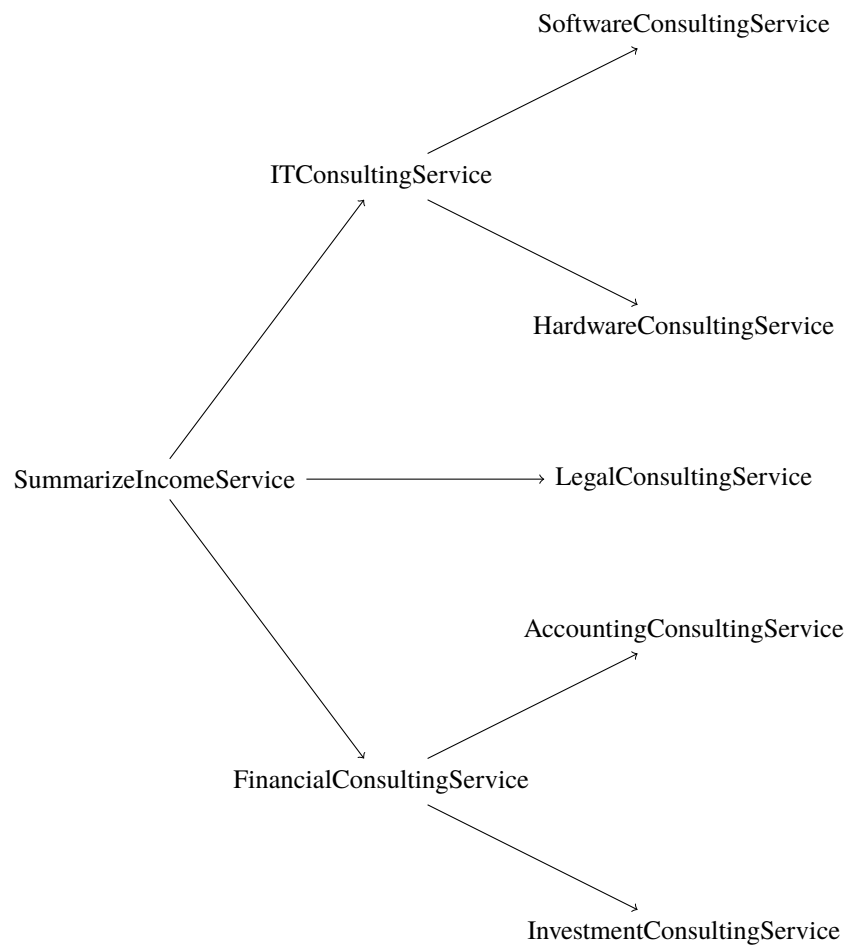 SoftwareConsultingService
ITConsultingService
HardwareConsultingService
SummarizeIncomeService
LegalConsultingService
AccountingConsultingService
FinancialConsultingService
InvestmentConsultingService